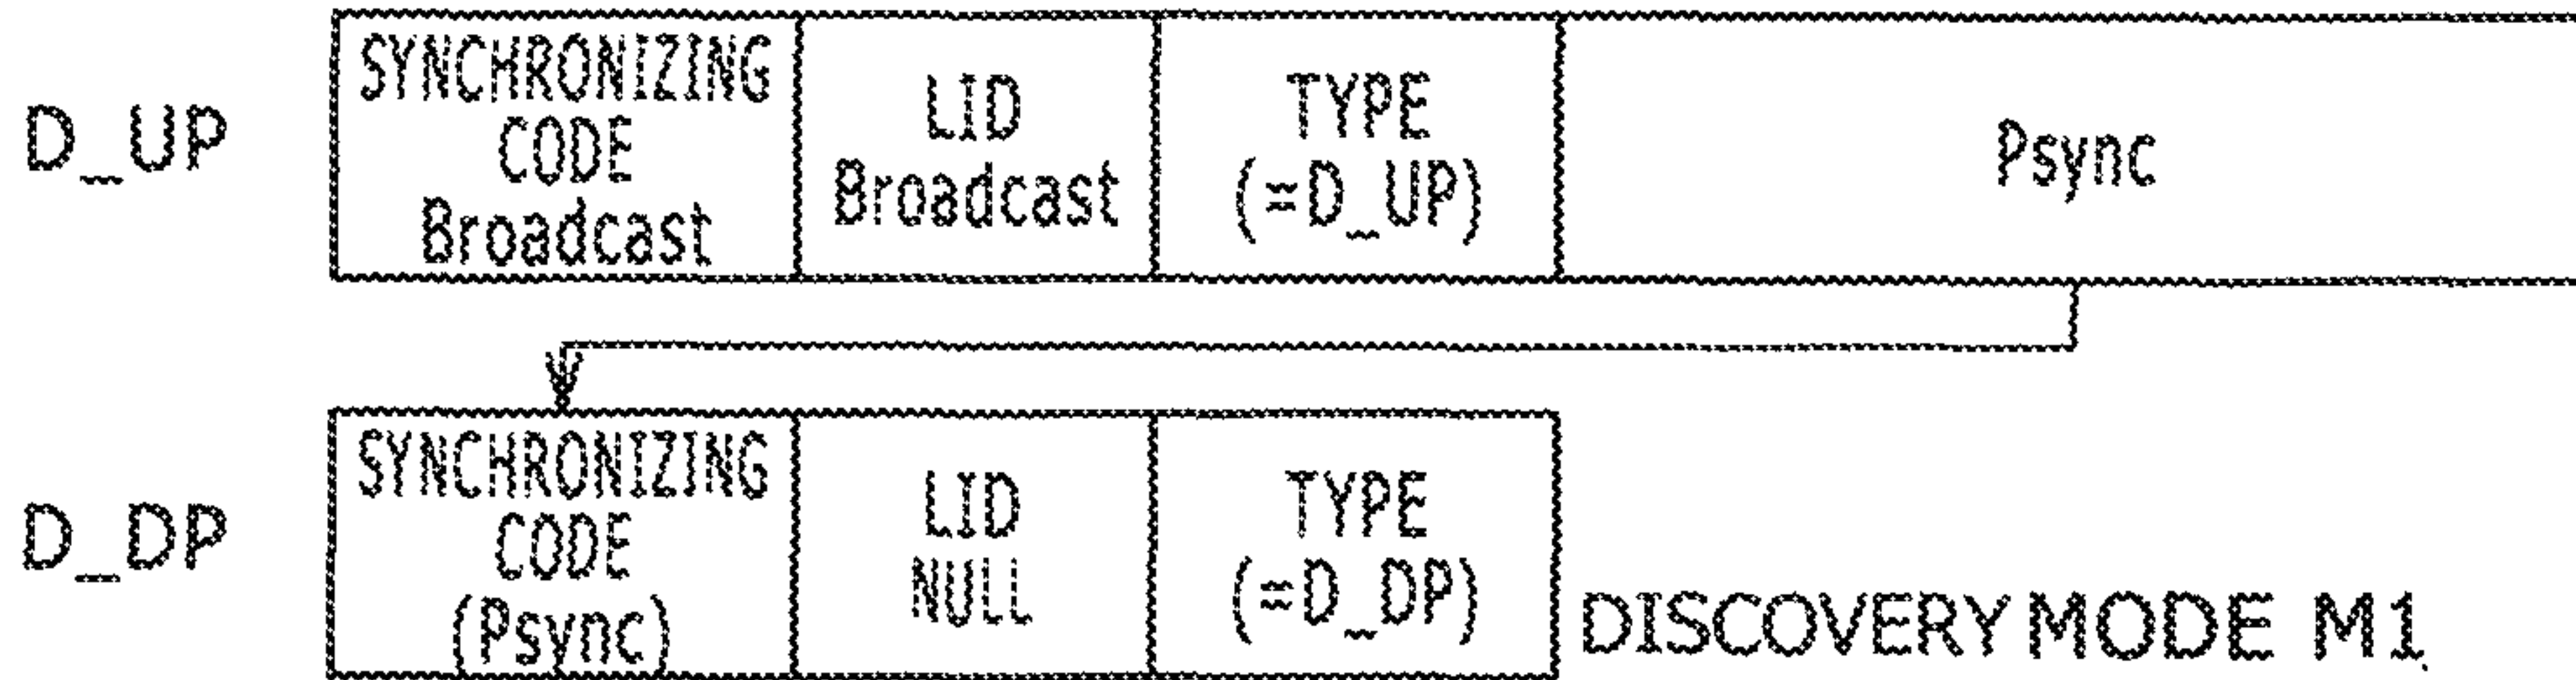 D_UP
SYNCHRONIZING
CODE
Broadcast
LID
Broadcast
TYPE
(=D_UP)
Psync
D_DP
SYNCHRONIZING
CODE
(Psync)
LID
NULL
TYPE
(=D_DP)
DISCOVERY MODE M1